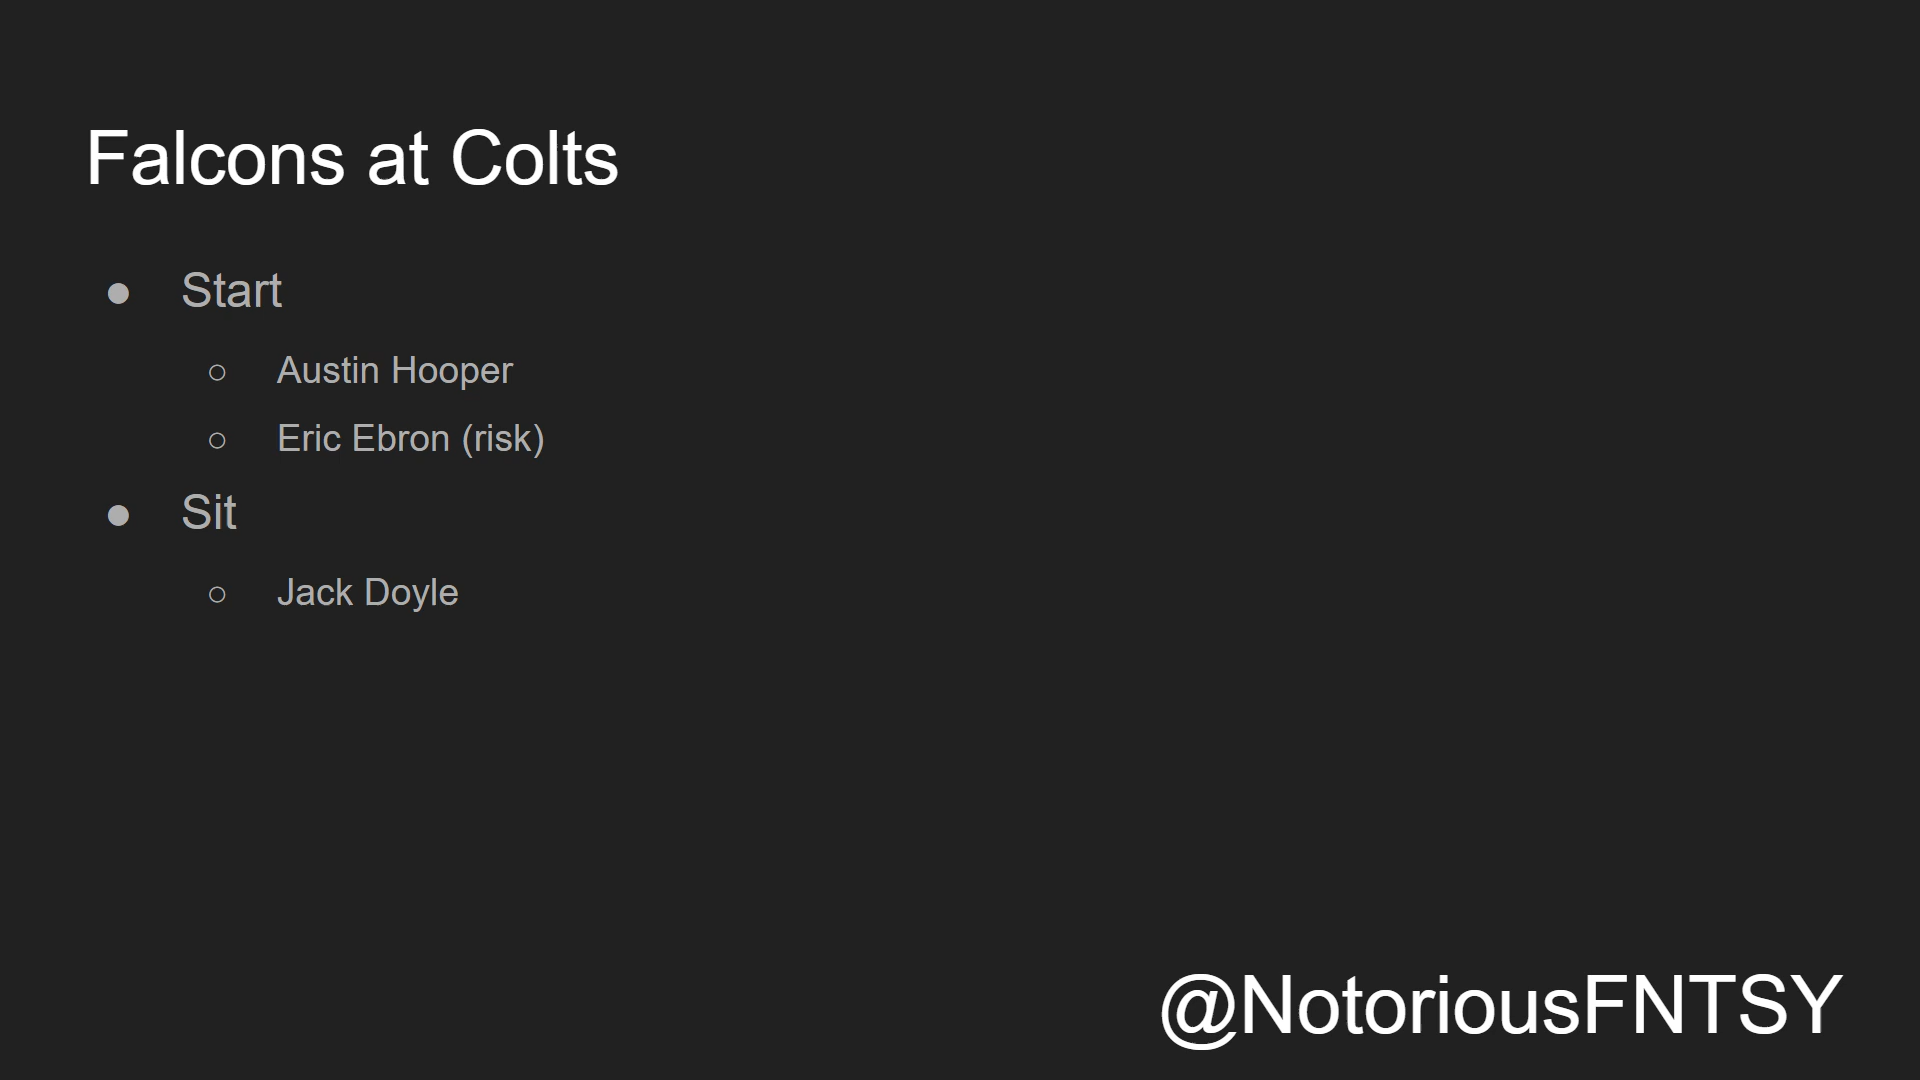 Falcons at Colts
● Start
○ Austin Hooper
○ Eric Ebron (risk)
● Sit
○ Jack Doyle
@NotoriousFNTSY